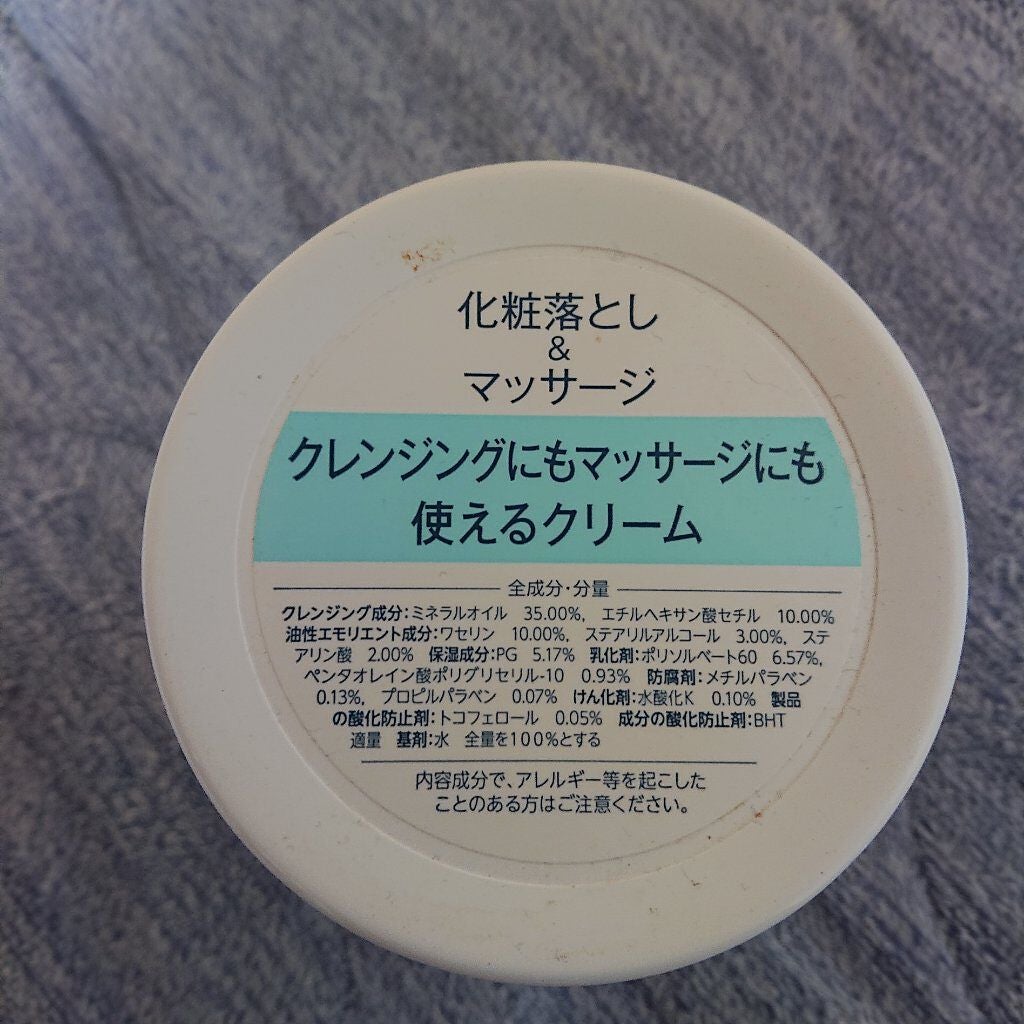 化粧落とし
&
マッサージ
クレンジングにもマッサージにも
使えるクリーム
全成分・分量
クレンジング成分:ミネラルオイル 35.00%, エチルヘキサン酸セチル 10.00%
油性エモリエント成分:ワセリン 10.00%, ステアリルアルコール 3.00%, ステ
アリン酸 2.00% 保湿成分:PG 5.17% 乳化剤:ポリソルベート60 6.57%,
ペンタオレイン酸ポリグリセリル-10 0.93% 防腐剤:メチルパラベン
0.13%, プロピルパラベン 0.07% けん化剤:水酸化K 0.10% 製品
の酸化防止剤:トコフェロール 0.05% 成分の酸化防止剤:BHT
適量 基剤:水 全量を100%とする
内容成分で、アレルギー等を起こした
ことのある方はご注意ください。